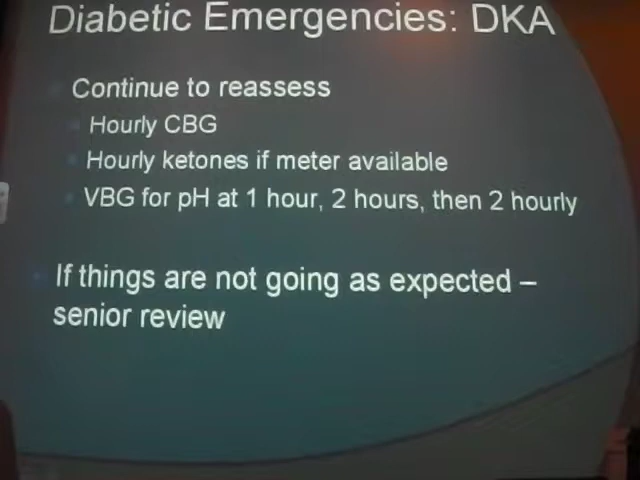 Diabetic Emergencies: DKA
Continue to reassess
Hourly CBG
Hourly ketones if meter available
VBG for pH at 1 hour, 2 hours, then 2 hourly
If things are not going as expected –
senior review